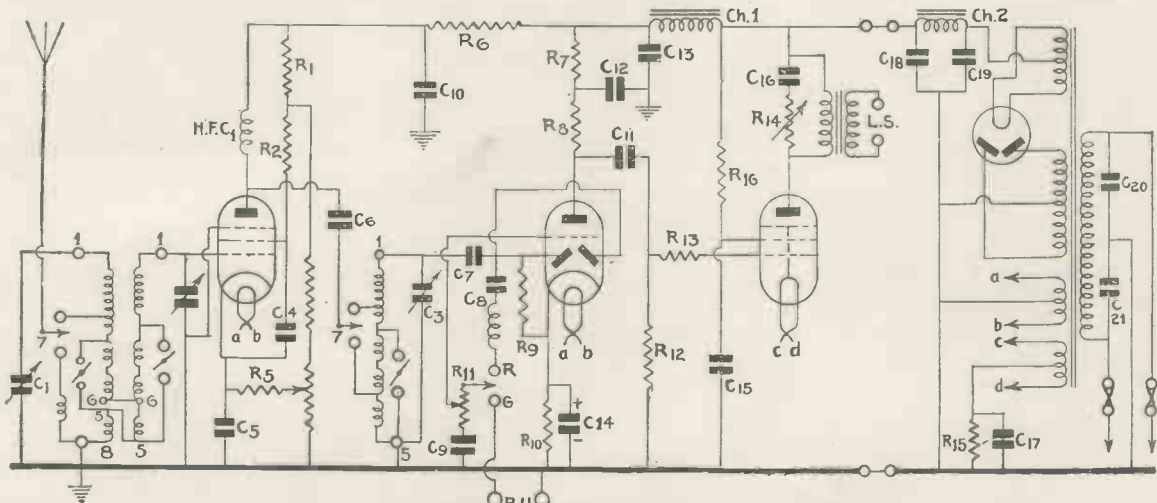 R6
Ch.1
Ch.2
R1
C10
R7
C12
C13
C16
C18
C19
H.F.C1
R2
R8
C11
R14
L.S.
R16
C20
C6
1
1
1
C7
C8
R13
C3
a
C4
b
C21
7
7
a b
R9
a b
c d
c
R12
R11
R
d
C1
6
6
R5
G
C15
5
C5
5
C9
R10
+
C14
-
R15
C17
8
5
P.U.